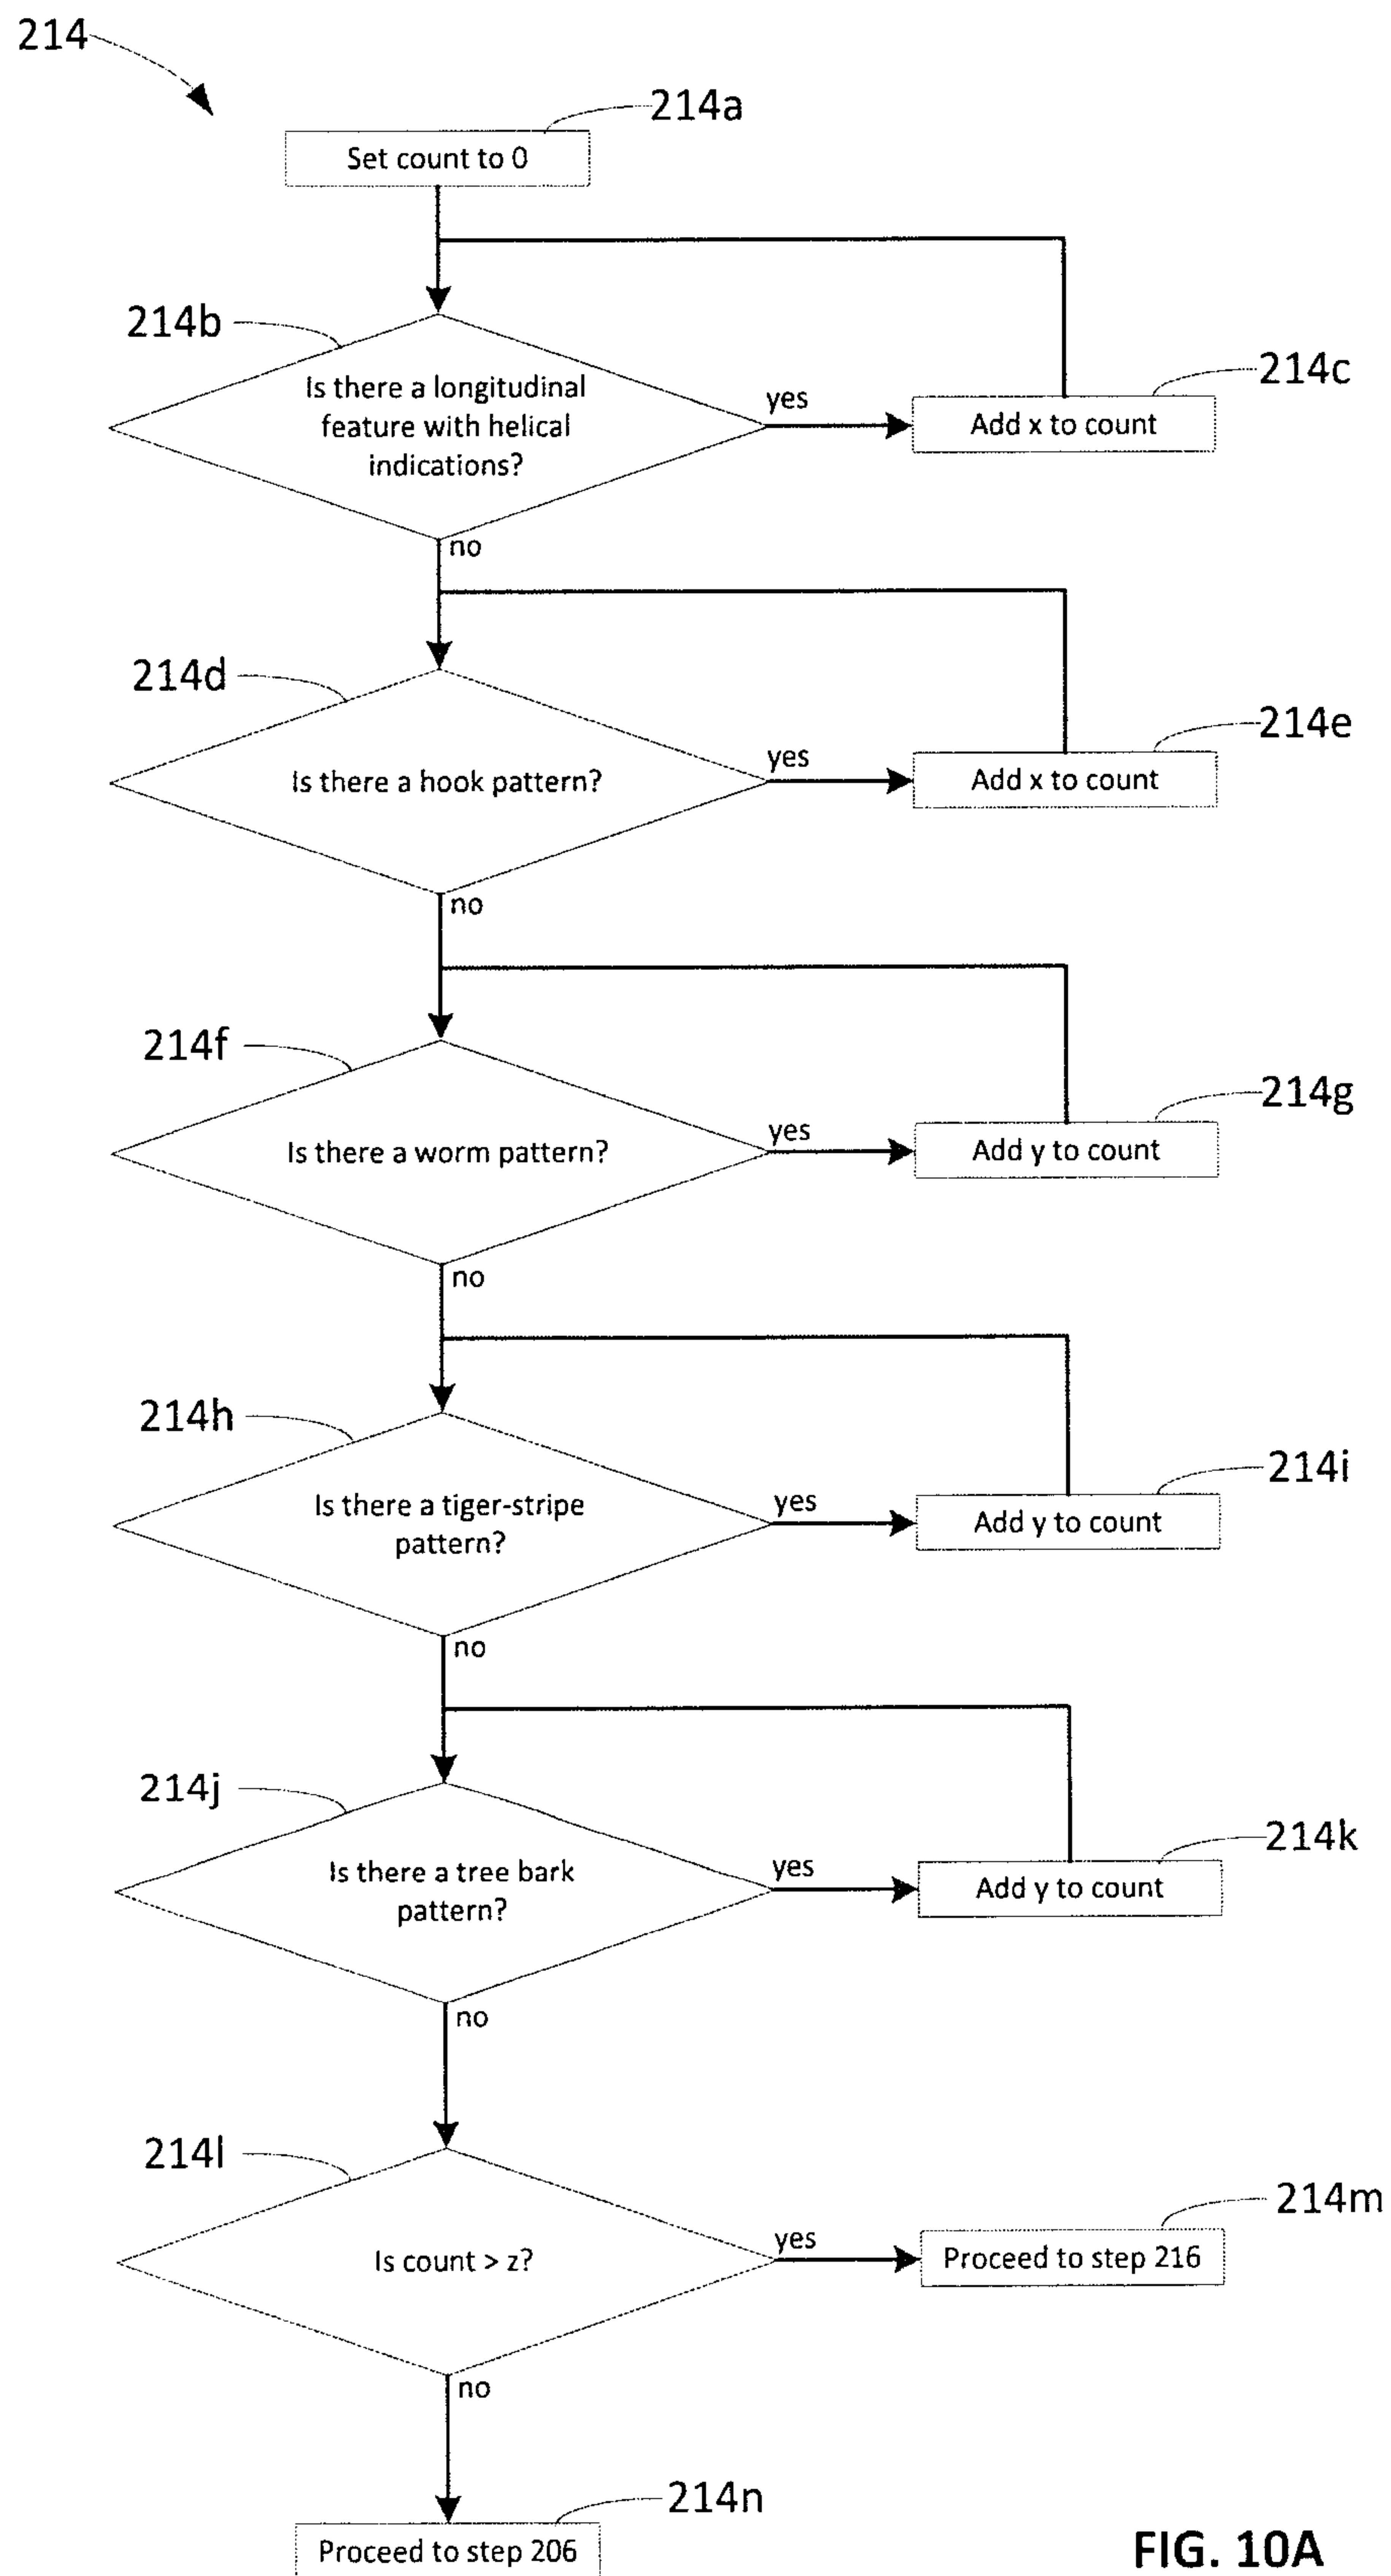 214
214a
Set count to 0
214b
Is there a longitudinal
feature with helical
indications?
yes
214c
Add x to count
no
214d
Is there a hook pattern?
yes
214e
Add x to count
no
214f
Is there a worm pattern?
yes
214g
Add y to count
no
214h
Is there a tiger-stripe
pattern?
yes
214i
Add y to count
no
214j
Is there a tree bark
pattern?
yes
214k
Add y to count
no
214l
Is count > z?
yes
214m
Proceed to step 216
no
214n
Proceed to step 206
FIG. 10A